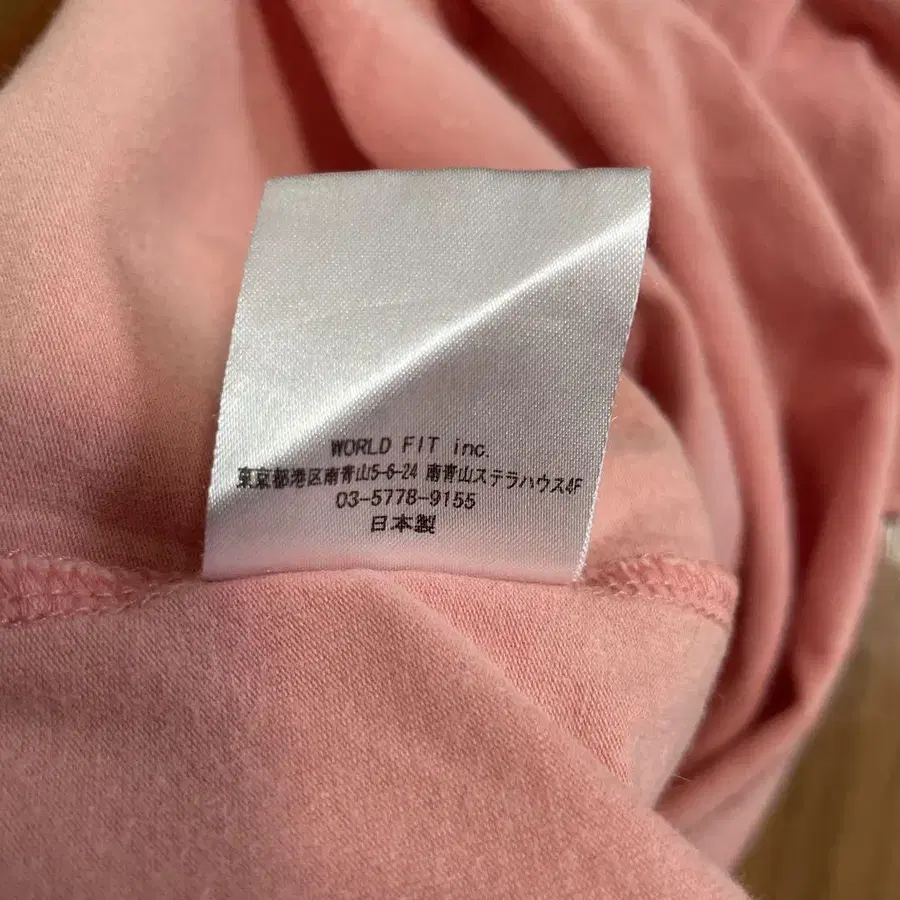 WORLD FIT inc.
東京都港区南青山5-6-24 南青山ステラハウス4F
03-5778-9155
日本製